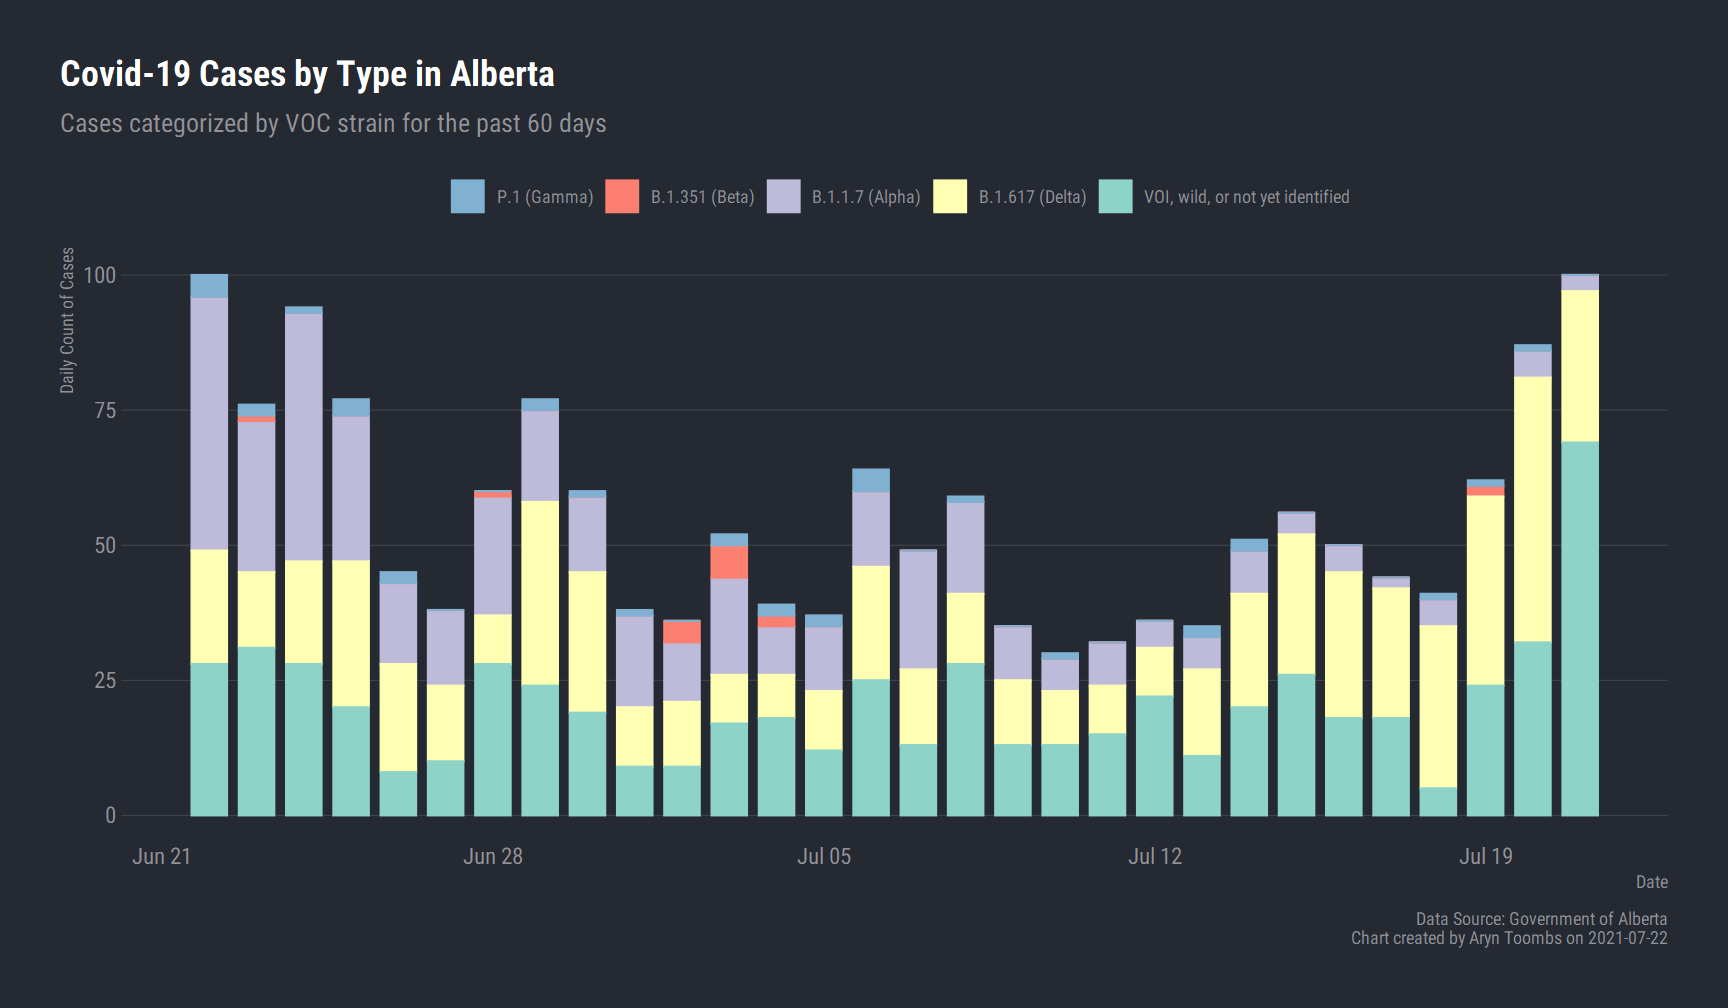 Covid-19 Cases by Type in Alberta
Cases categorized by VOC strain for the past 60 days
P.1 (Gamma) B.1.351 (Beta) B.1.1.7 (Alpha) B.1.617 (Delta) VOI, wild, or not yet identified
Daily Count of Cases
100
75
50
25
0
Jun 21 Jun 28 Jul 05 Jul 12 Jul 19
Date
Data Source: Government of Alberta
Chart created by Aryn Toombs on 2021-07-22